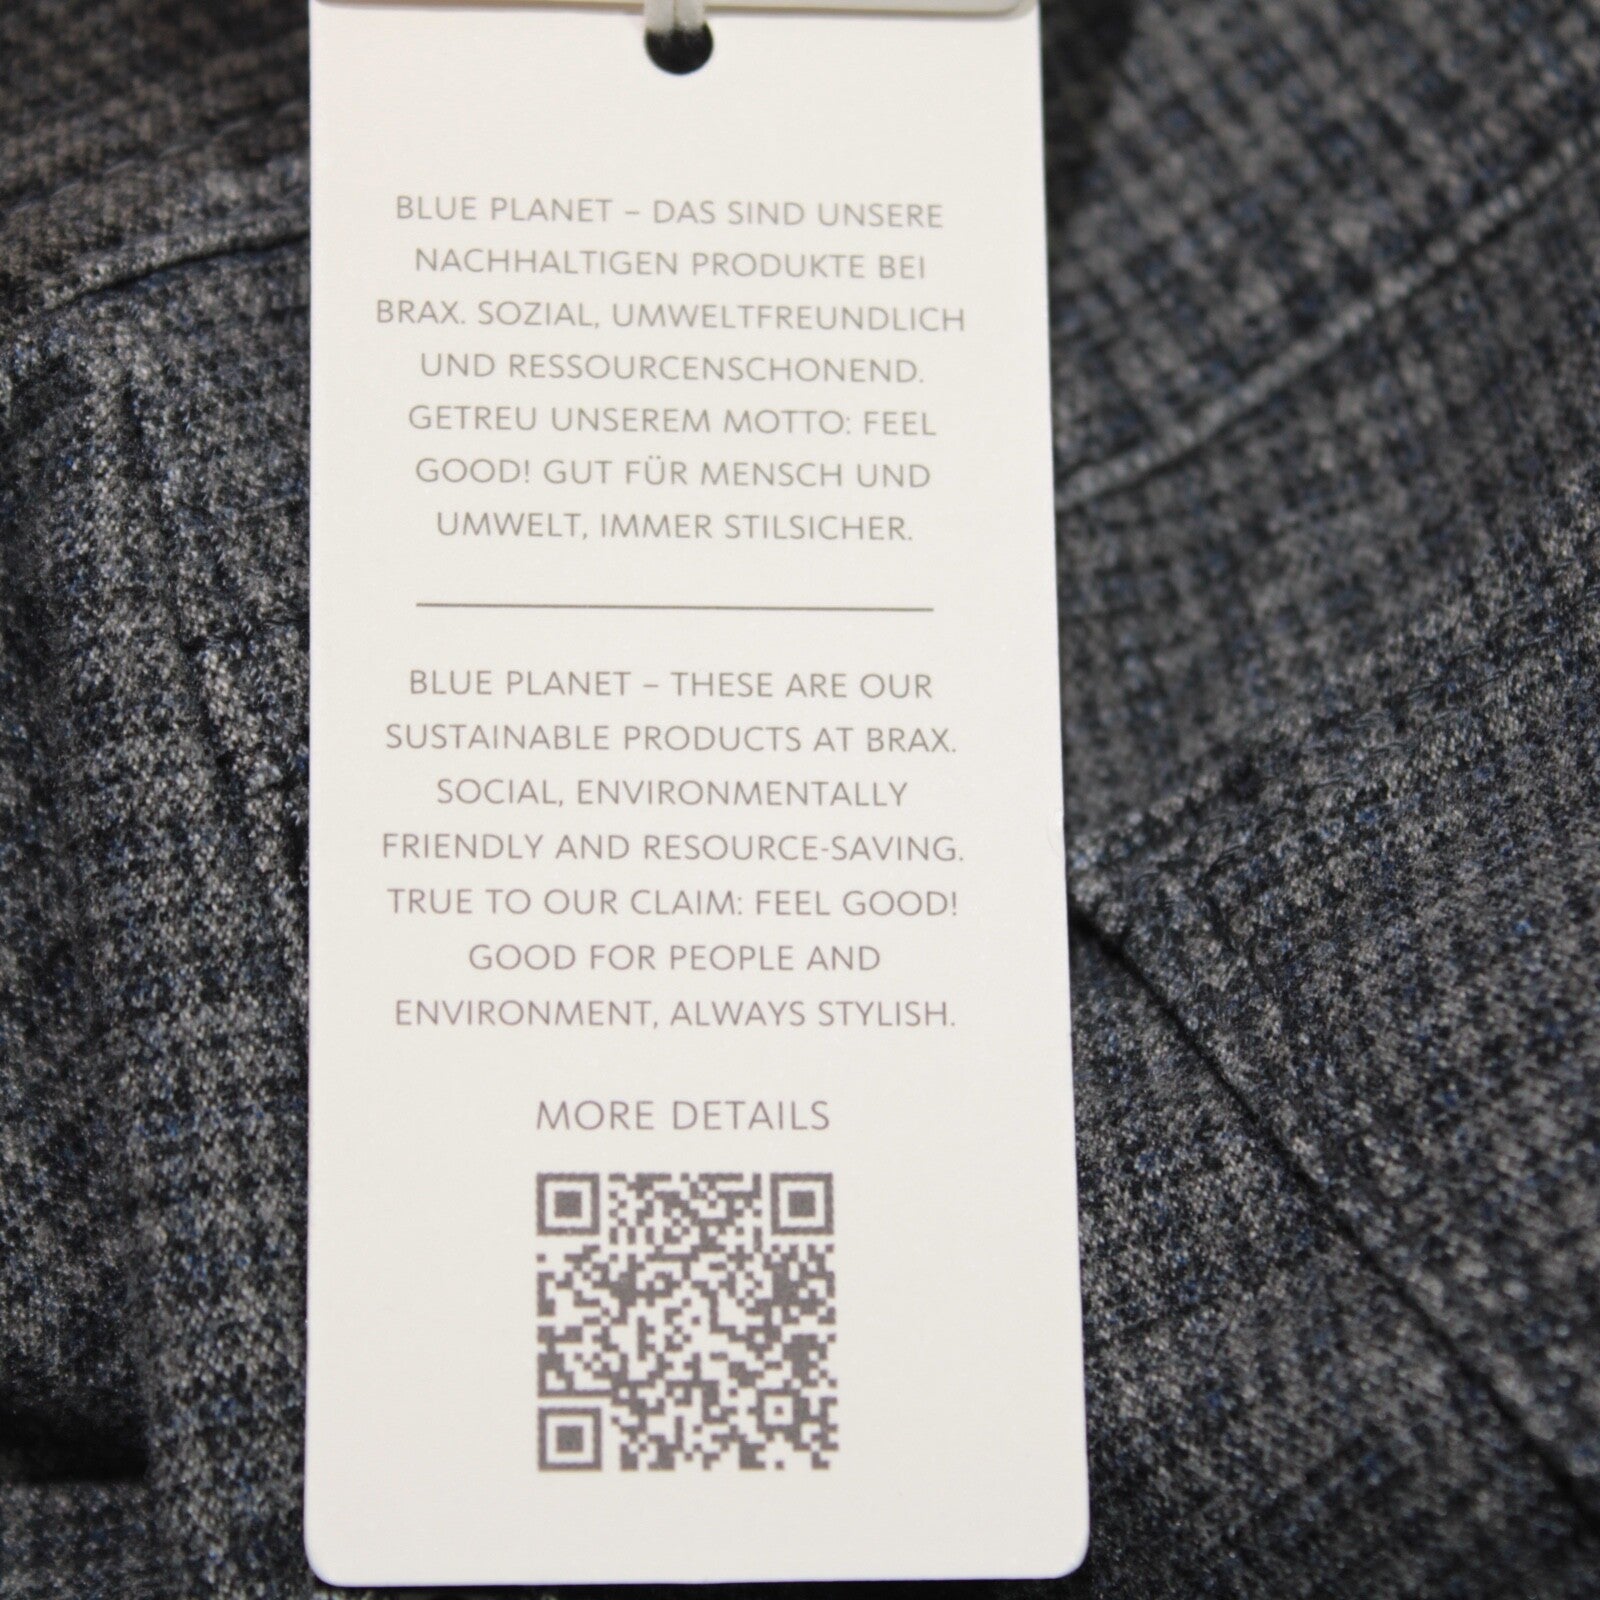 BLUE PLANET – DAS SIND UNSERE
NACHHALTIGEN PRODUKTE BEI
BRAX. SOZIAL, UMWELTFREUNDLICH
UND RESSOURCENSCHONEND.
GETREU UNSEREM MOTTO: FEEL
GOOD! GUT FÜR MENSCH UND
UMWELT, IMMER STILSICHER.
BLUE PLANET – THESE ARE OUR
SUSTAINABLE PRODUCTS AT BRAX.
SOCIAL, ENVIRONMENTALLY
FRIENDLY AND RESOURCE-SAVING.
TRUE TO OUR CLAIM: FEEL GOOD!
GOOD FOR PEOPLE AND
ENVIRONMENT, ALWAYS STYLISH.
MORE DETAILS